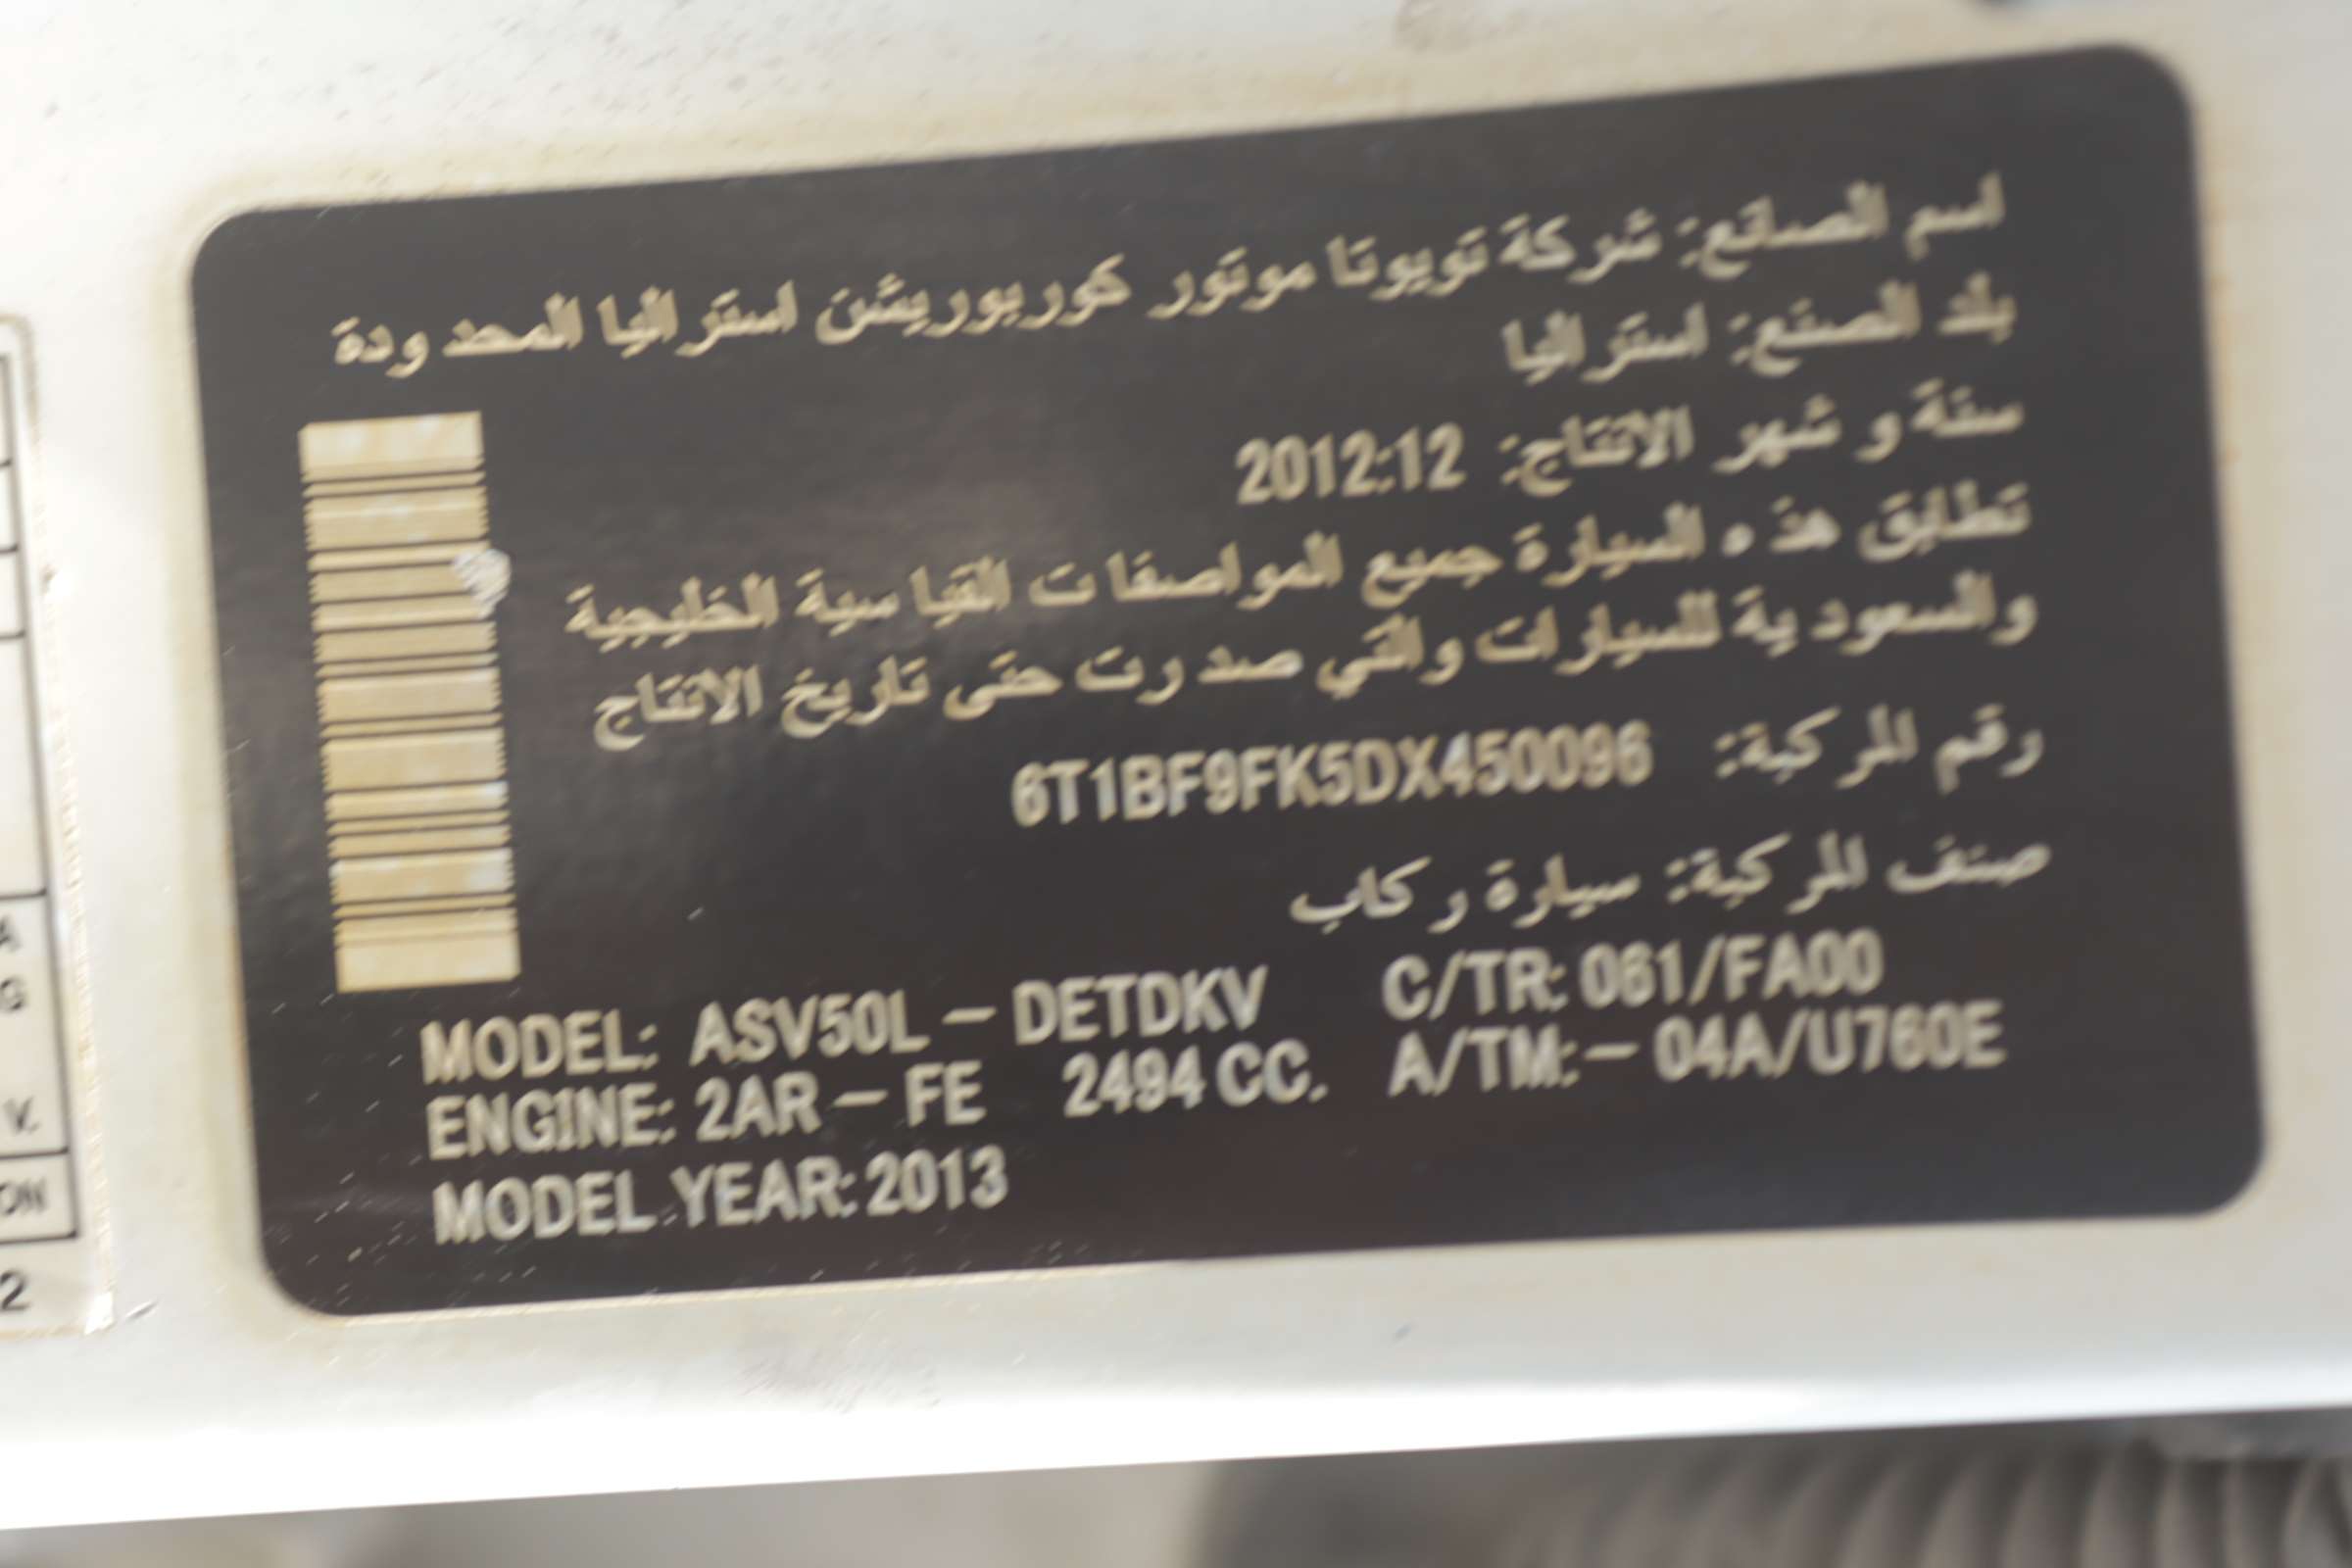 اسم الصانع: شركة تويوتا موتور كوربوريشن استراليا المحدودة
بلد الصنع: استراليا
سنة و شهر الانتاج: 2012:12
تطابق هذه السيارة جميع المواصفات القياسية الخليجية
والسعودية للسيارات والتي صدرت حتى تاريخ الانتاج
رقم المركبة: 6T1BF9FK5DX450096
صنف المركبة: سيارة ركاب
MODEL: ASV50L – DETDKV C/TR: 061/FA00
ENGINE: 2AR – FE 2494 CC. A/TM:– 04A/U760E
MODEL YEAR: 2013
A
G
V.
ON
2